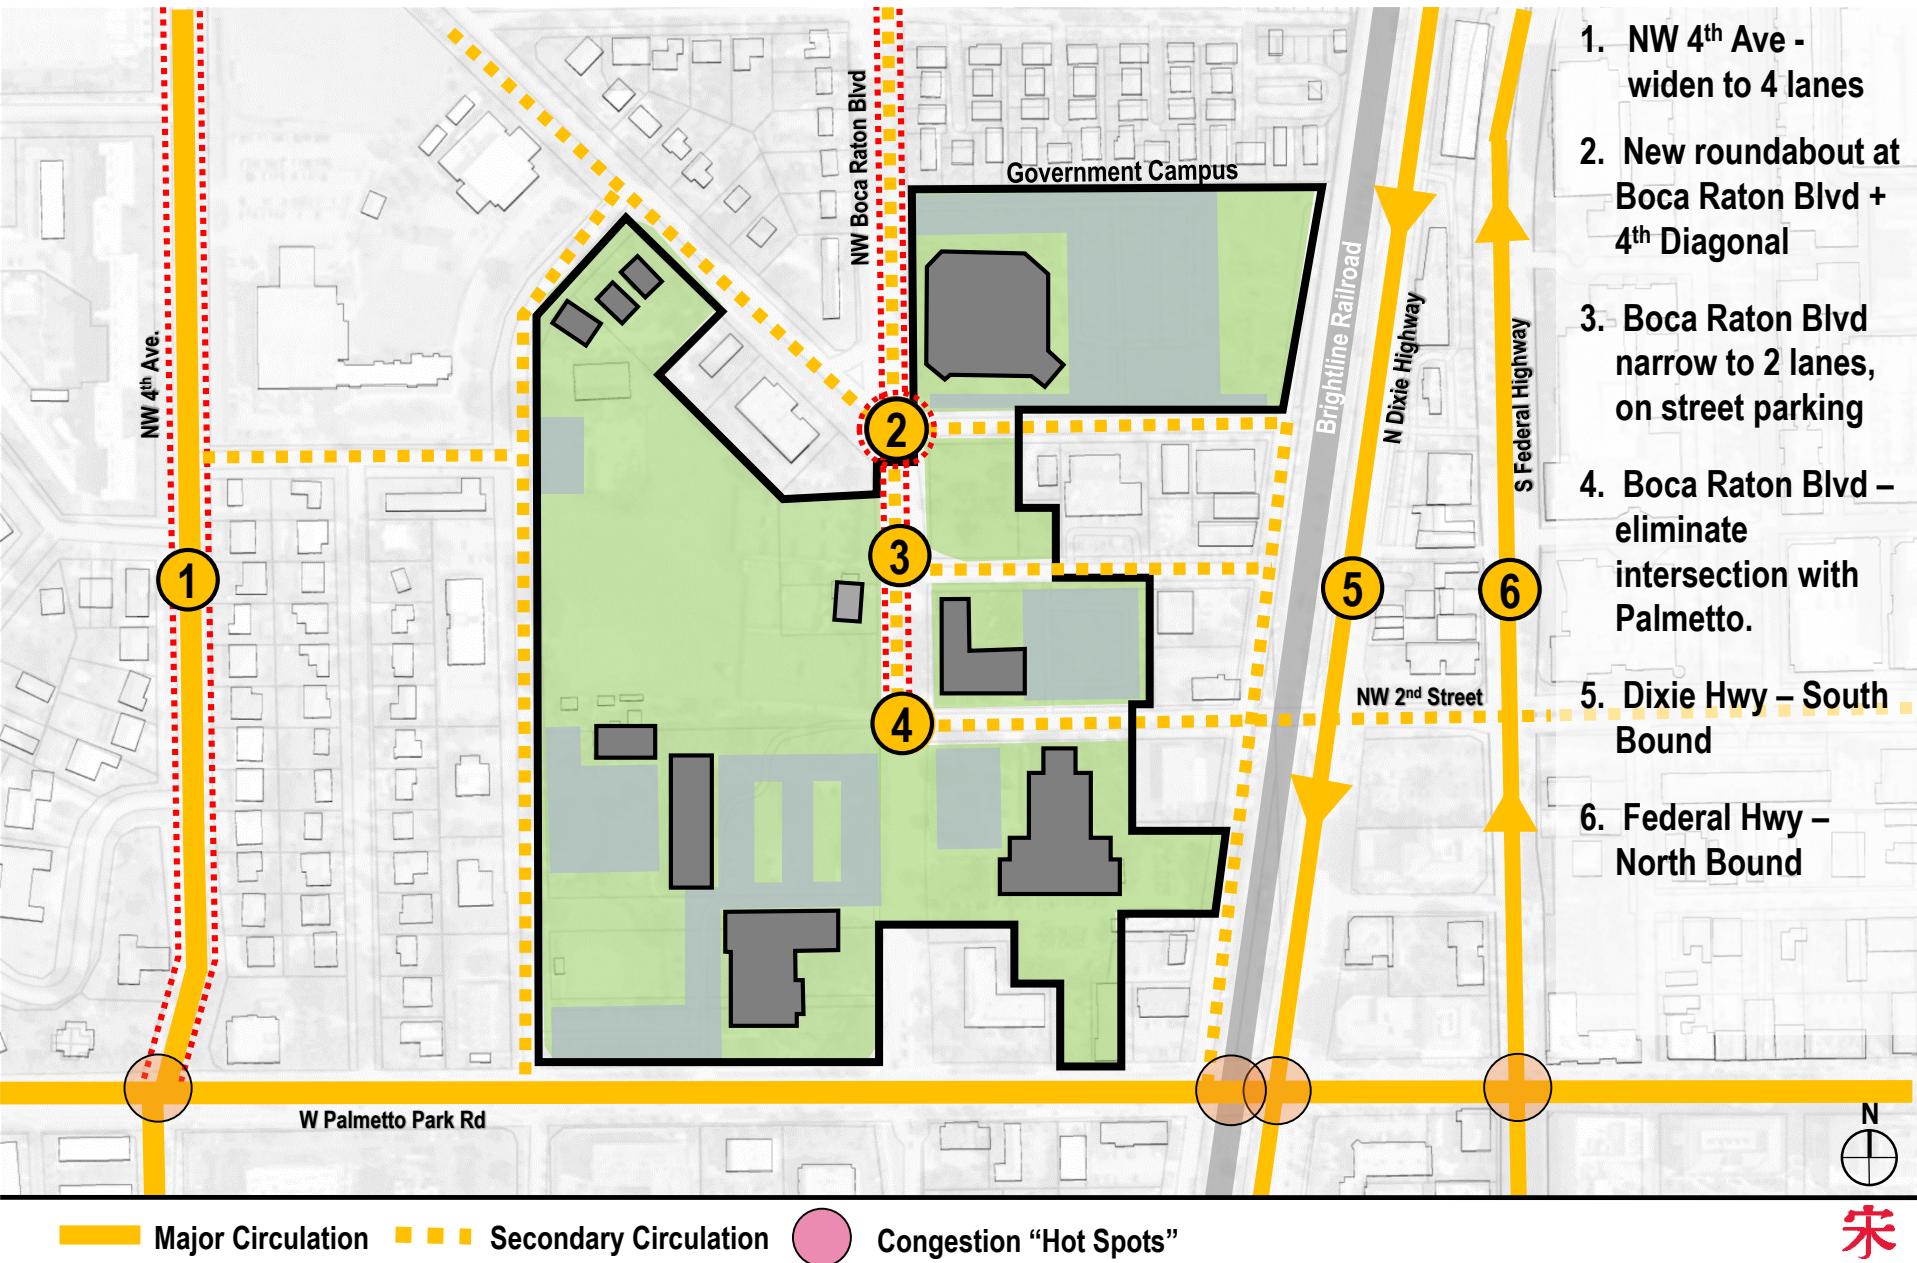 1. NW 4th Ave -
widen to 4 lanes
2. New roundabout at
Boca Raton Blvd +
4th Diagonal
3. Boca Raton Blvd
narrow to 2 lanes,
on street parking
4. Boca Raton Blvd –
eliminate
intersection with
Palmetto.
5. Dixie Hwy – South
Bound
6. Federal Hwy –
North Bound
Government Campus
NW Boca Raton Blvd
NW 4th Ave.
Brightline Railroad
N Dixie Highway
S Federal Highway
NW 2nd Street
1
2
3
4
5
6
W Palmetto Park Rd
N
Major Circulation
Secondary Circulation
Congestion “Hot Spots”
宋